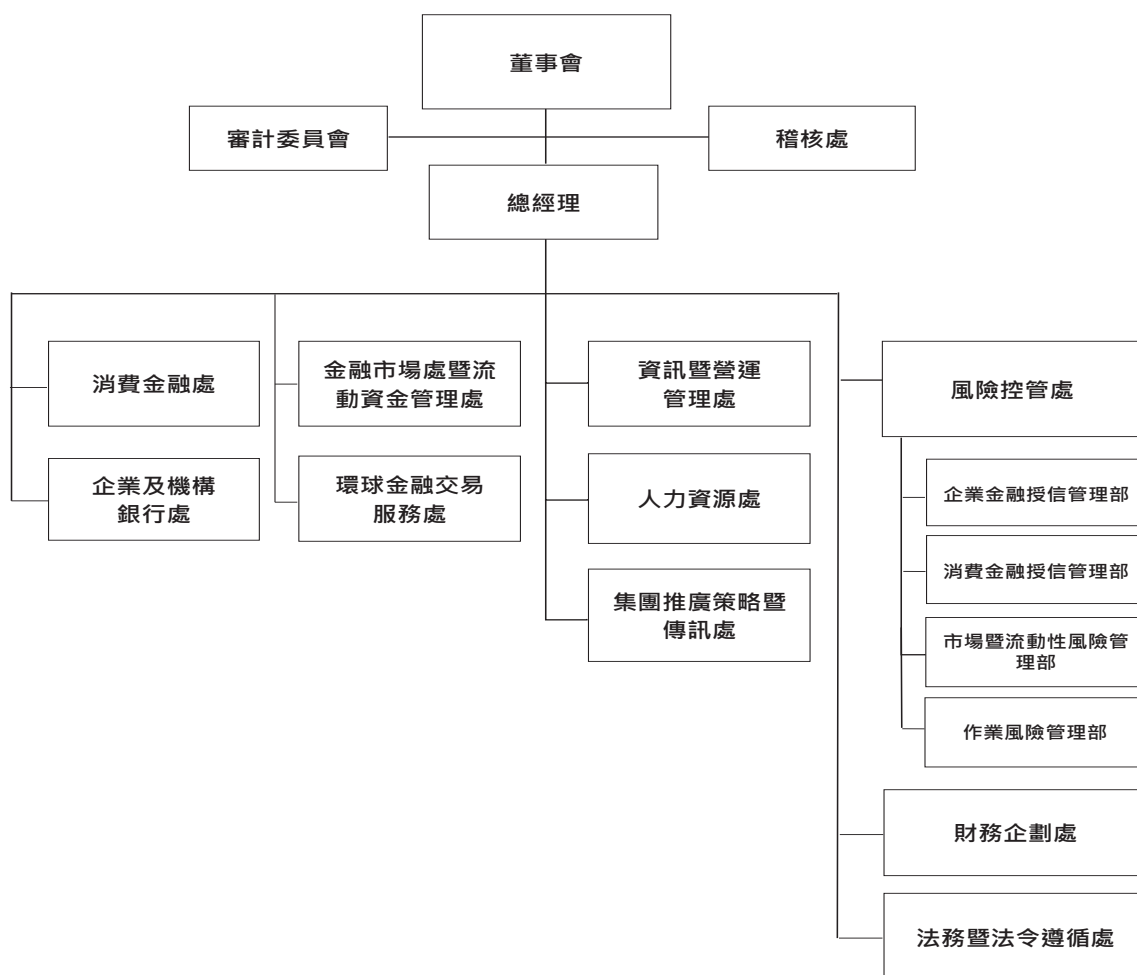 董事會
審計委員會
稽核處
總經理
消費金融處
金融市場處暨流
動資金管理處
資訊暨營運
管理處
風險控管處
企業及機構
銀行處
環球金融交易
服務處
人力資源處
集團推廣策略暨
傳訊處
企業金融授信管理部
消費金融授信管理部
市場暨流動性風險管
理部
作業風險管理部
財務企劃處
法務暨法令遵循處